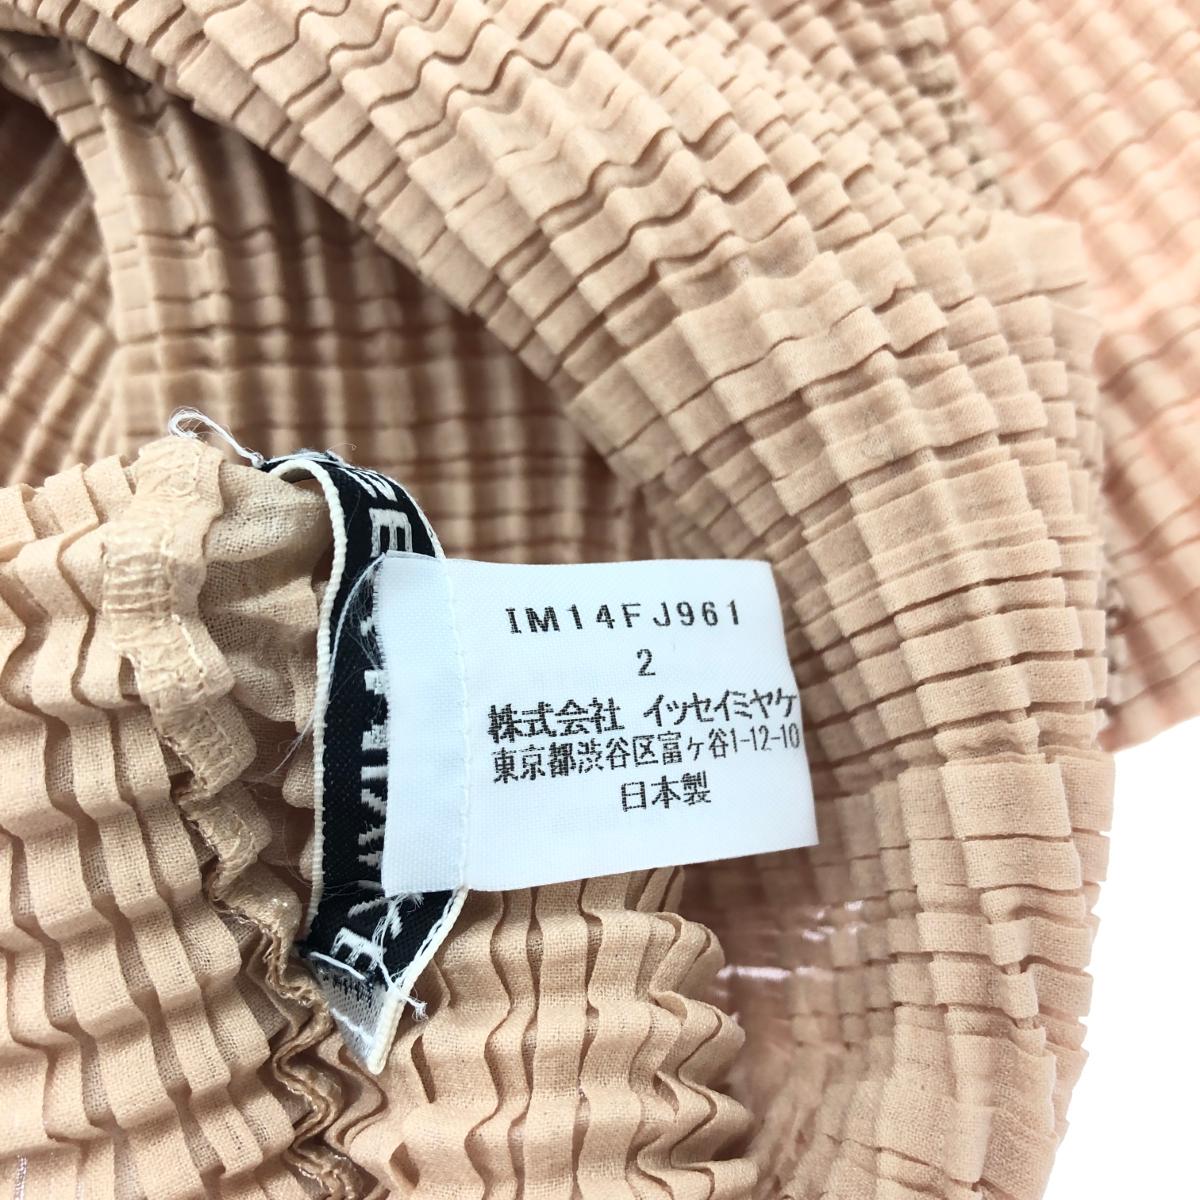 IM14FJ961
2
株式会社 イッセイミヤケ
東京都渋谷区富ヶ谷1-12-10
日本製